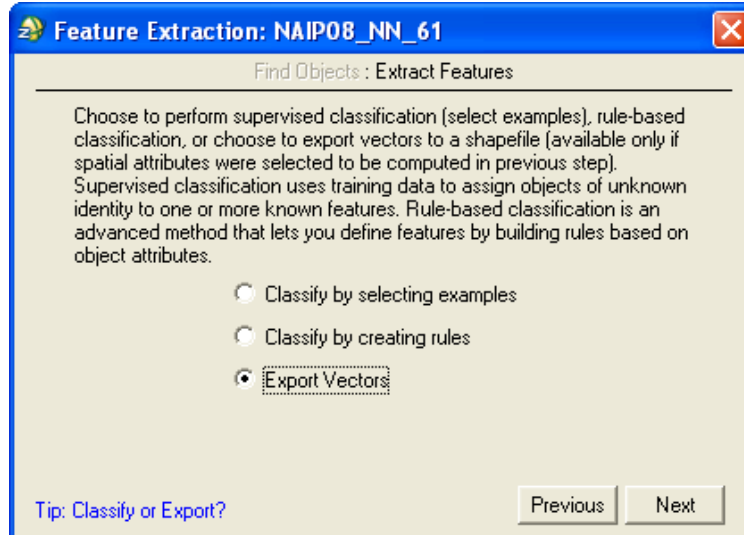 Feature Extraction: NAIP08_NN_61
Find Objects : Extract Features
Choose to perform supervised classification (select examples), rule-based
classification, or choose to export vectors to a shapefile (available only if
spatial attributes were selected to be computed in previous step).
Supervised classification uses training data to assign objects of unknown
identity to one or more known features. Rule-based classification is an
advanced method that lets you define features by building rules based on
object attributes.
Classify by selecting examples
Classify by creating rules
Export Vectors
Tip: Classify or Export?
Previous Next